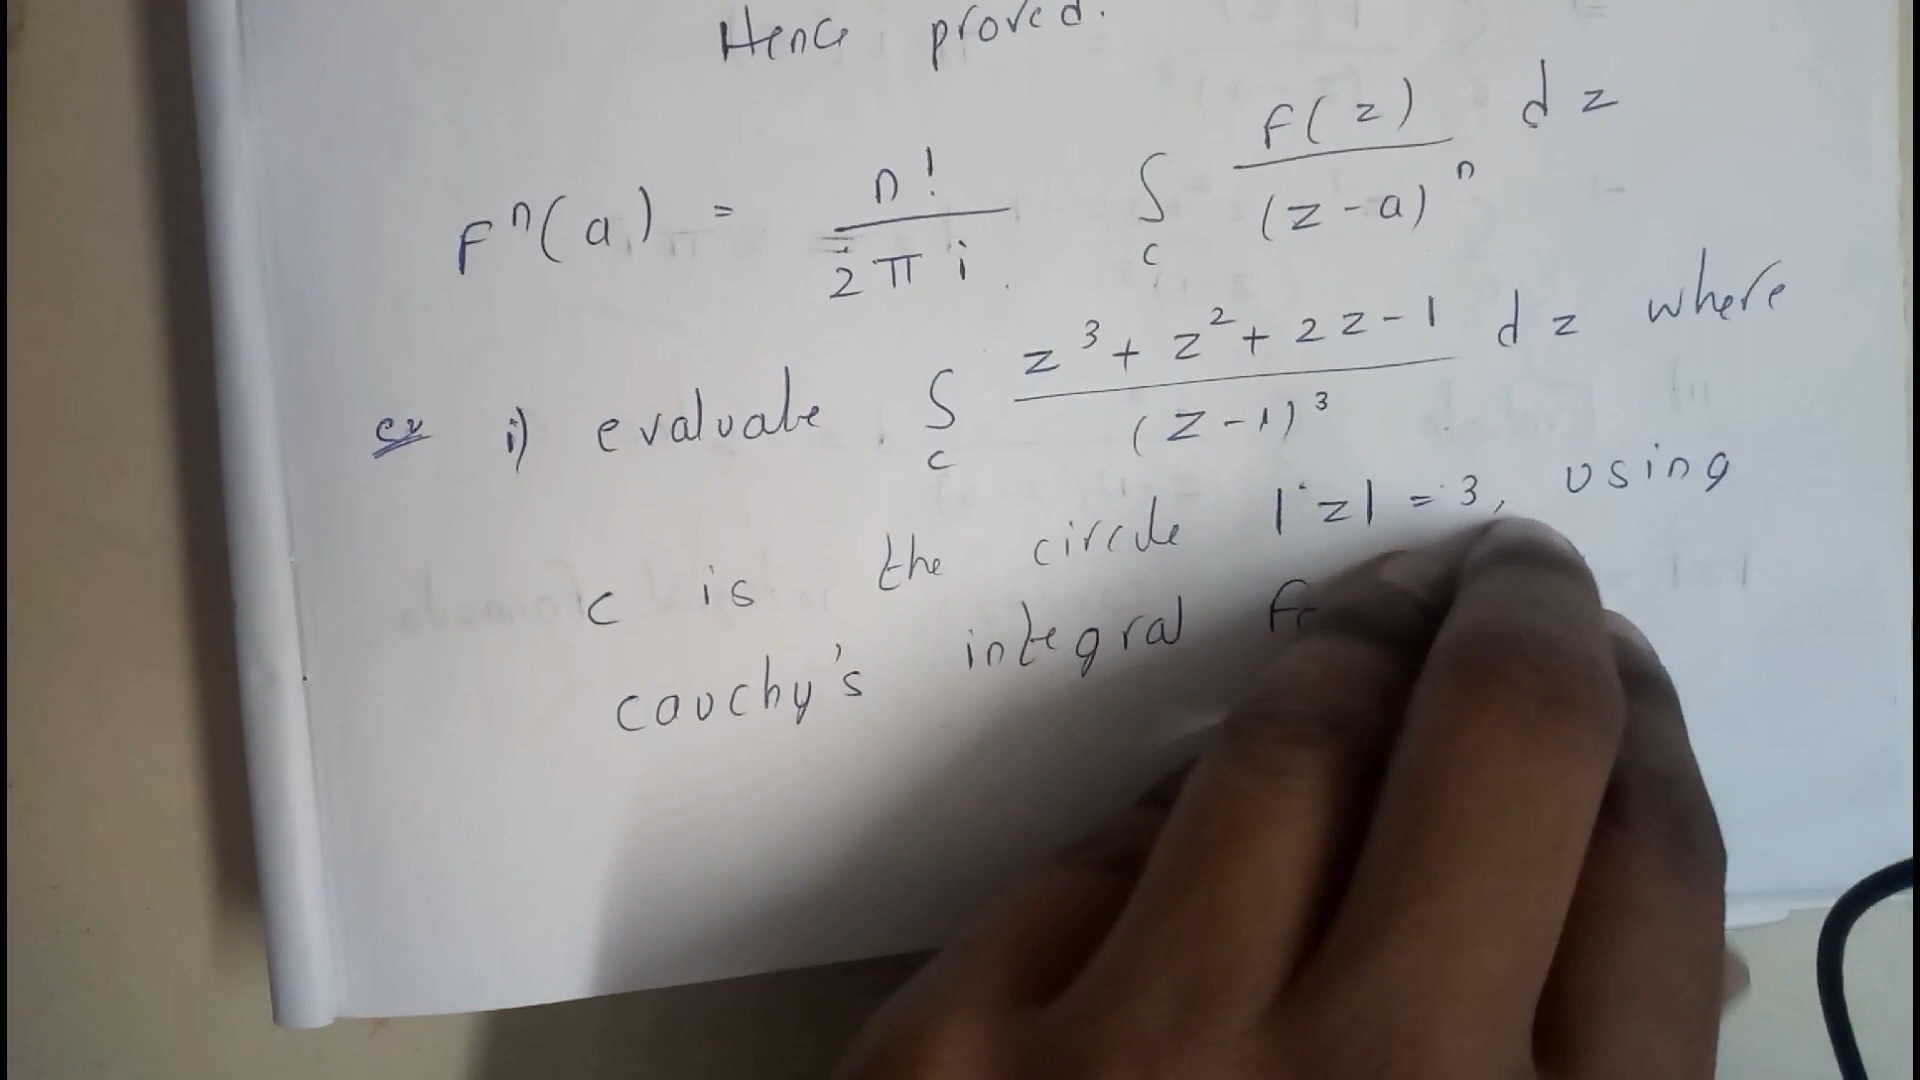 Hence proved.
F^n(a) = n!/(2πi) ∫_c F(z)/(z-a)^n dz
ex i) evaluate ∫_c (z^3 + z^2 + 2z - 1)/(z-1)^3 dz where
c is the circle |z| = 3, using
cauchy's integral